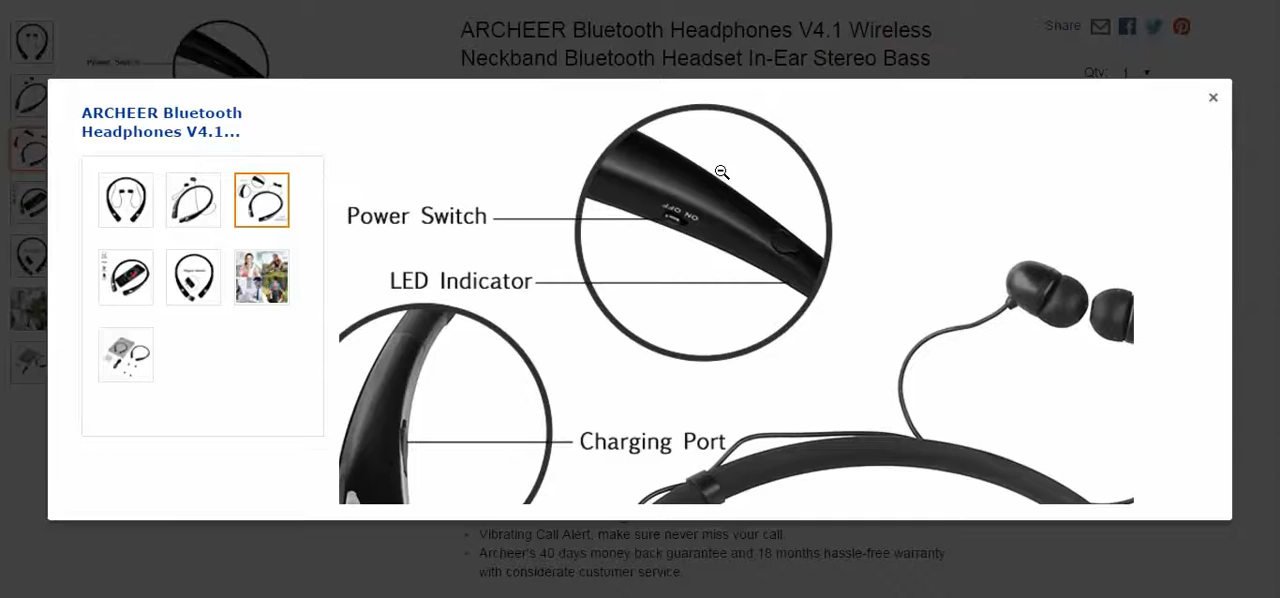 ARCHEER Bluetooth Headphones V4.1 Wireless
Neckband Bluetooth Headset In-Ear Stereo Bass
Share
Qty: 1
Power Switch
×
ARCHEER Bluetooth
Headphones V4.1...
ON OFF
Power Switch
LED Indicator
Charging Port
Vibrating Call Alert, make sure never miss your call.
Archeer's 40 days money back guarantee and 18 months hassle-free warranty
with considerate customer service.